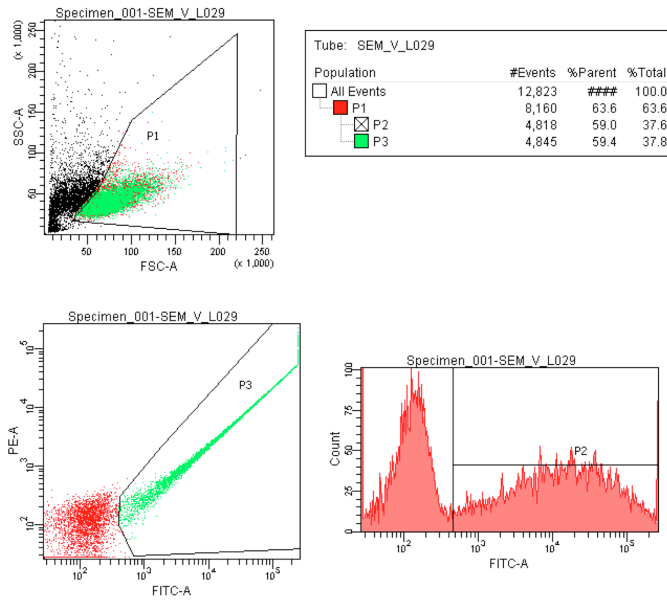 Specimen_001-SEM_V_L029
SSC-A
(x 1,000)
50 100 150 200 250
P1
50 100 150 200 250
FSC-A
(x 1,000)
Tube: SEM_V_L029
Population #Events %Parent %Total
All Events 12,823 #### 100.0
P1 8,160 63.6 63.6
P2 4,818 59.0 37.6
P3 4,845 59.4 37.8
Specimen_001-SEM_V_L029
PE-A
10^2 10^3 10^4 10^5
P3
10^2 10^3 10^4 10^5
FITC-A
Specimen_001-SEM_V_L029
Count
0 25 50 75 100
P2
10^2 10^3 10^4 10^5
FITC-A